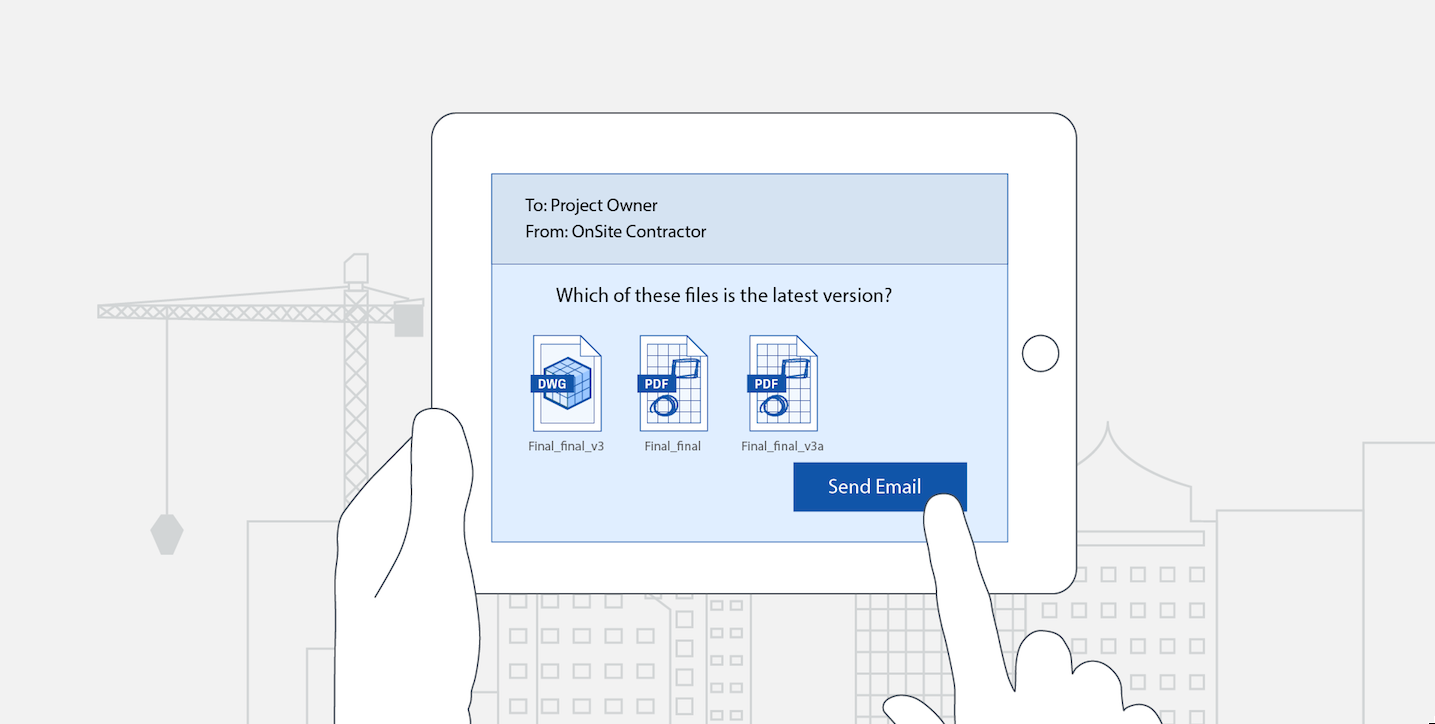 To: Project Owner
From: OnSite Contractor
Which of these files is the latest version?
DWG
PDF
PDF
Final_final_v3
Final_final
Final_final_v3a
Send Email